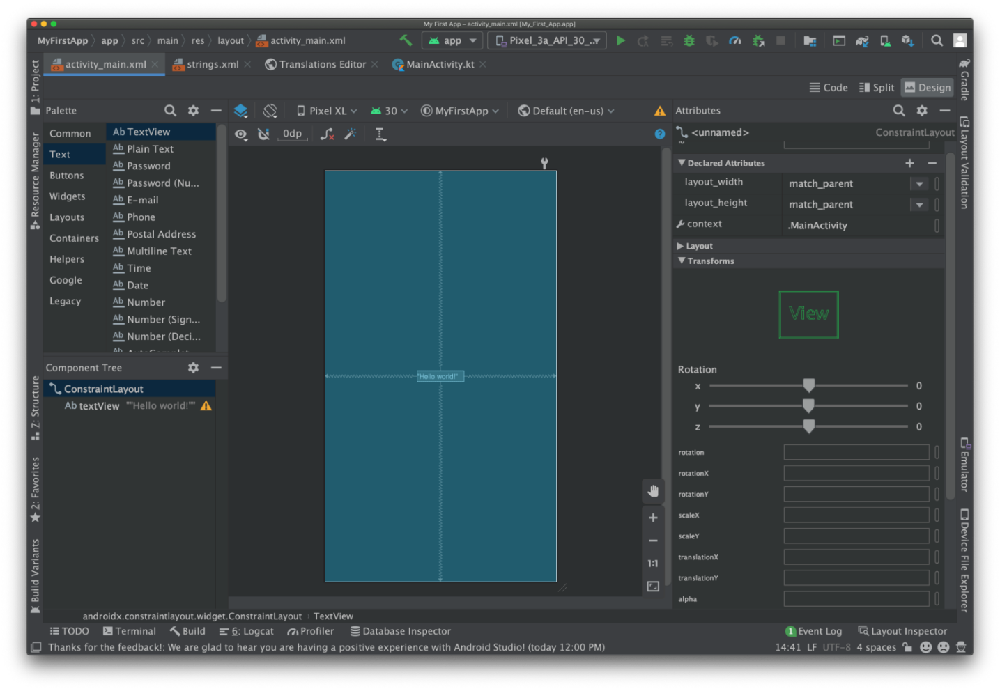 My First App – activity_main.xml [My_First_App.app]
MyFirstApp app src main res layout activity_main.xml app Pixel_3a_API_30_..
activity_main.xml strings.xml Translations Editor MainActivity.kt
Code Split Design
Palette Pixel XL 30 MyFirstApp Default (en-us) Attributes
0dp
<unnamed> ConstraintLayout
Common
Text
Buttons
Widgets
Layouts
Containers
Helpers
Google
Legacy
Ab TextView
Ab Plain Text
Ab Password
Ab Password (Nu...
Ab E-mail
Ab Phone
Ab Postal Address
Ab Multiline Text
Ab Time
Ab Date
Ab Number
Ab Number (Sign...
Ab Number (Deci...
Component Tree
ConstraintLayout
Ab textView ""Hello world!""
"Hello world!"
1:1
Declared Attributes
layout_width match_parent
layout_height match_parent
context .MainActivity
Layout
Transforms
View
Rotation
x 0
y 0
z 0
rotation
rotationX
rotationY
scaleX
scaleY
translationX
translationY
alpha
1: Project
Resource Manager
Z: Structure
2: Favorites
Build Variants
Gradle
Layout Validation
Emulator
Device File Explorer
androidx.constraintlayout.widget.ConstraintLayout TextView
TODO Terminal Build 6: Logcat Profiler Database Inspector 1 Event Log Layout Inspector
Thanks for the feedback!: We are glad to hear you are having a positive experience with Android Studio! (today 12:00 PM) 14:41 LF UTF-8 4 spaces